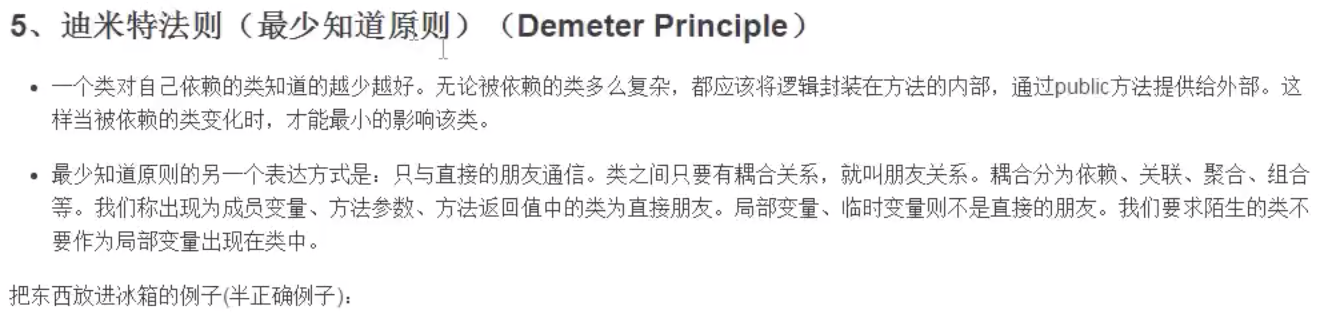 5、迪米特法则（最少知道原则）（Demeter Principle）
• 一个类对自己依赖的类知道的越少越好。无论被依赖的类多么复杂，都应该将逻辑封装在方法的内部，通过public方法提供给外部。这
样当被依赖的类变化时，才能最小的影响该类。
• 最少知道原则的另一个表达方式是：只与直接的朋友通信。类之间只要有耦合关系，就叫朋友关系。耦合分为依赖、关联、聚合、组合
等。我们称出现为成员变量、方法参数、方法返回值中的类为直接朋友。局部变量、临时变量则不是直接的朋友。我们要求陌生的类不
要作为局部变量出现在类中。
把东西放进冰箱的例子(半正确例子)：